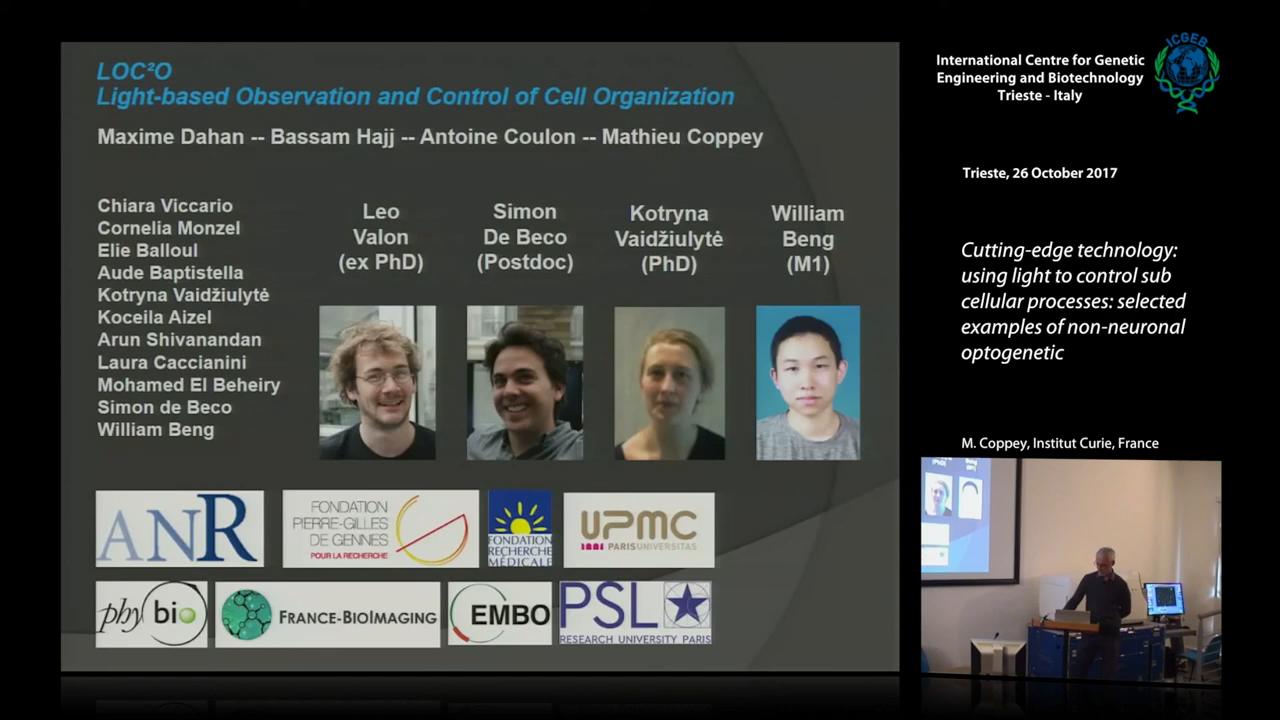 LOC²O
Light-based Observation and Control of Cell Organization
Maxime Dahan -- Bassam Hajj -- Antoine Coulon -- Mathieu Coppey
Chiara Viccario
Cornelia Monzel
Elie Balloul
Aude Baptistella
Kotryna Vaidžiulytė
Koceila Aizel
Arun Shivanandan
Laura Caccianini
Mohamed El Beheiry
Simon de Beco
William Beng
Leo
Valon
(ex PhD)
Simon
De Beco
(Postdoc)
Kotryna
Vaidžiulytė
(PhD)
William
Beng
(M1)
ANR
FONDATION
PIERRE-GILLES
DE GENNES
POUR LA RECHERCHE
FONDATION
RECHERCHE
MÉDICALE
UPMC
PARISUNIVERSITAS
phy bio
FRANCE-BIOIMAGING
EMBO
PSL
RESEARCH UNIVERSITY PARIS
International Centre for Genetic
Engineering and Biotechnology
Trieste - Italy
ICGEB
Trieste, 26 October 2017
Cutting-edge technology:
using light to control sub
cellular processes: selected
examples of non-neuronal
optogenetic
M. Coppey, Institut Curie, France